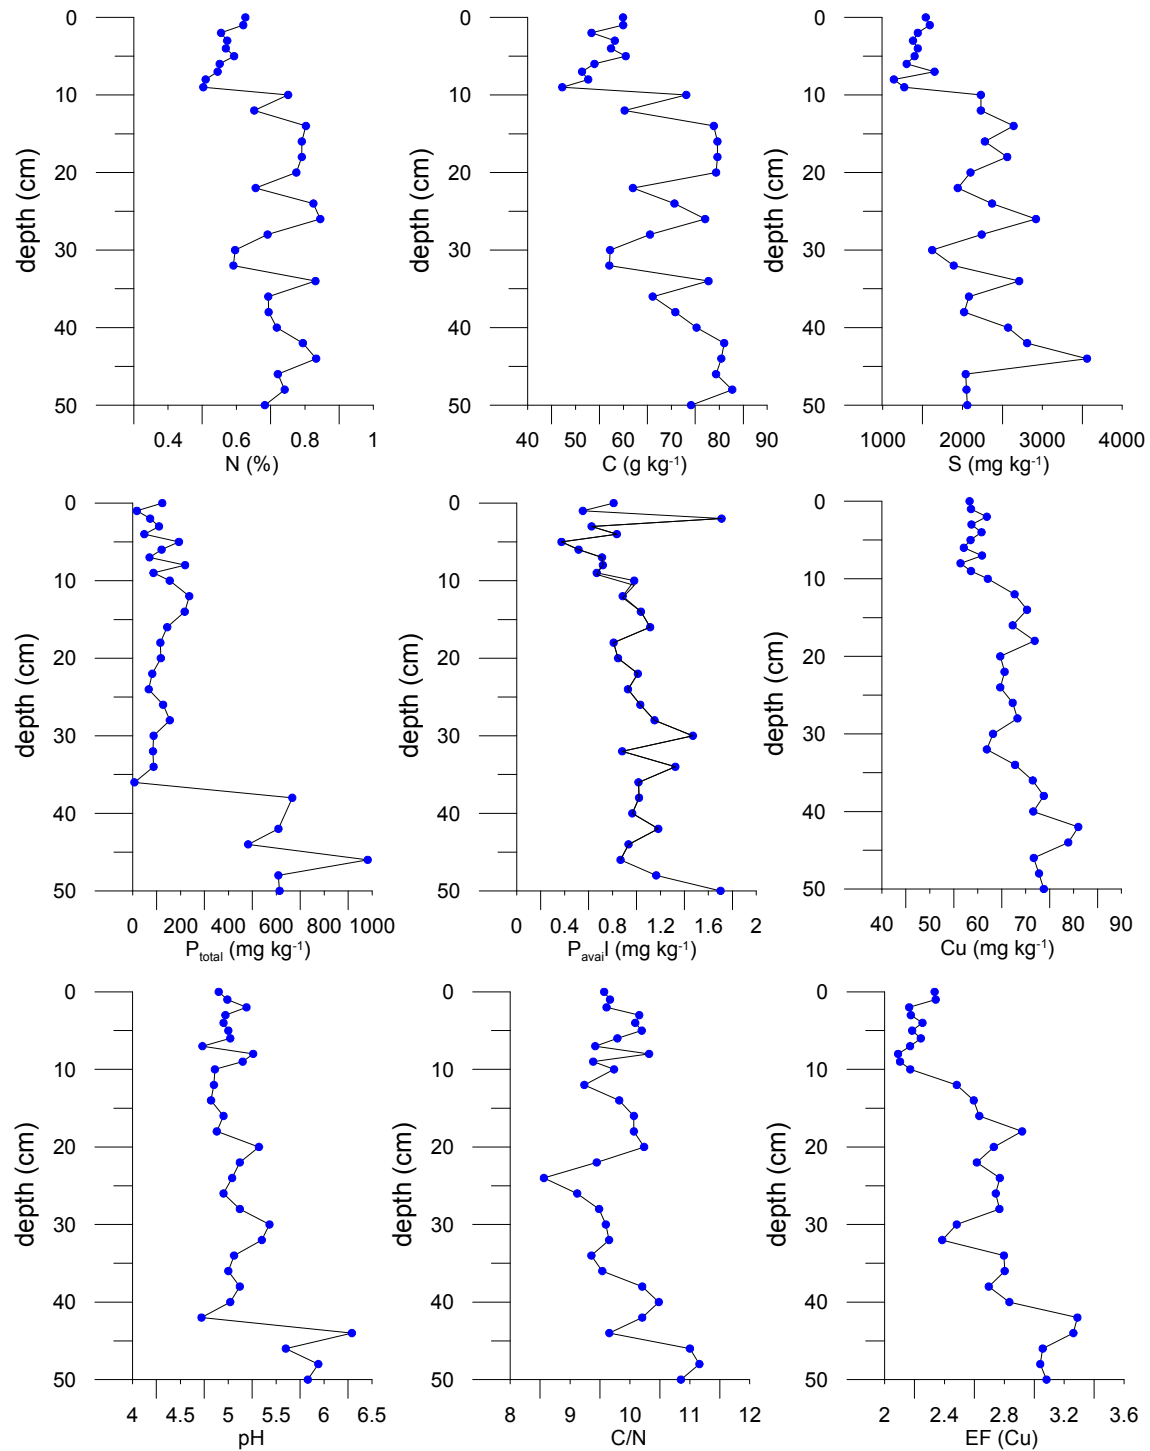 0
10
20
30
40
50
depth (cm)
0.4 0.6 0.8 1
N (%)
0
10
20
30
40
50
depth (cm)
40 50 60 70 80 90
C (g kg-1)
0
10
20
30
40
50
depth (cm)
1000 2000 3000 4000
S (mg kg-1)
0
10
20
30
40
50
depth (cm)
0 200 400 600 800 1000
Ptotal (mg kg-1)
0
10
20
30
40
50
depth (cm)
0 0.4 0.8 1.2 1.6 2
Pavail (mg kg-1)
0
10
20
30
40
50
depth (cm)
40 50 60 70 80 90
Cu (mg kg-1)
0
10
20
30
40
50
depth (cm)
4 4.5 5 5.5 6 6.5
pH
0
10
20
30
40
50
depth (cm)
8 9 10 11 12
C/N
0
10
20
30
40
50
depth (cm)
2 2.4 2.8 3.2 3.6
EF (Cu)